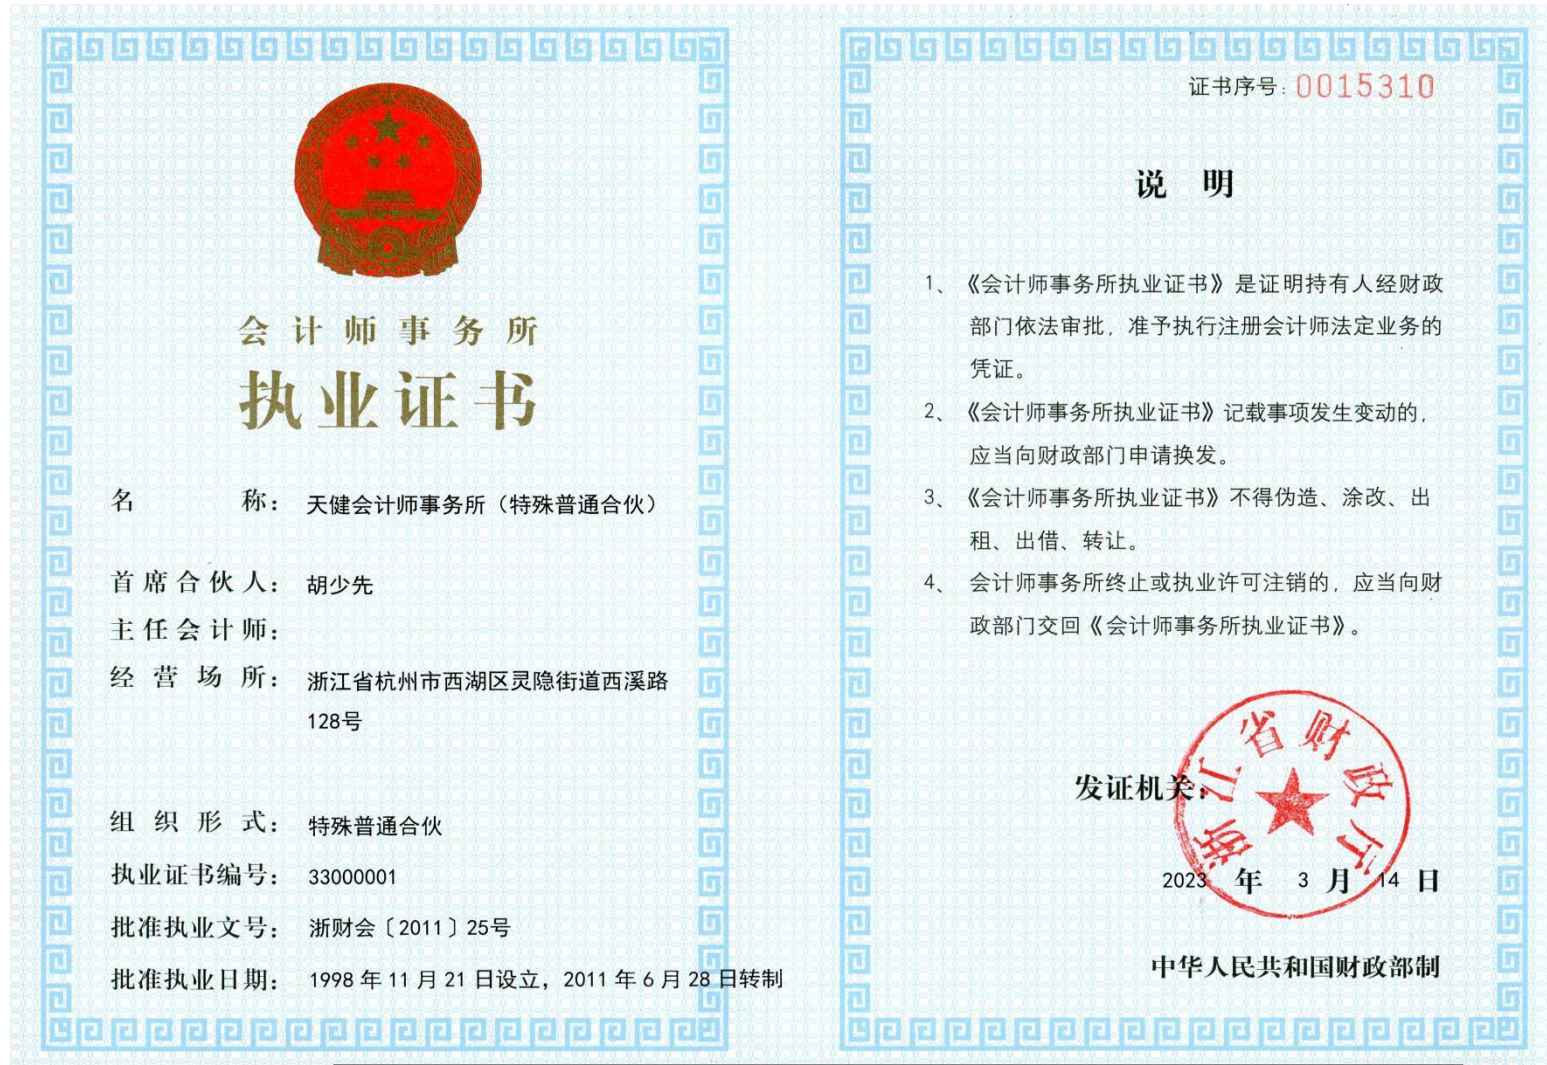 会计师事务所
执业证书
名称：天健会计师事务所（特殊普通合伙）
首席合伙人：胡少先
主任会计师：
经营场所：浙江省杭州市西湖区灵隐街道西溪路
128号
组织形式：特殊普通合伙
执业证书编号：33000001
批准执业文号：浙财会〔2011〕25号
批准执业日期：1998年11月21日设立，2011年6月28日转制
证书序号：0015310
说明
1、《会计师事务所执业证书》是证明持有人经财政
部门依法审批，准予执行注册会计师法定业务的
凭证。
2、《会计师事务所执业证书》记载事项发生变动的，
应当向财政部门申请换发。
3、《会计师事务所执业证书》不得伪造、涂改、出
租、出借、转让。
4、会计师事务所终止或执业许可注销的，应当向财
政部门交回《会计师事务所执业证书》。
发证机关：
浙江省财政厅
2023年3月14日
中华人民共和国财政部制